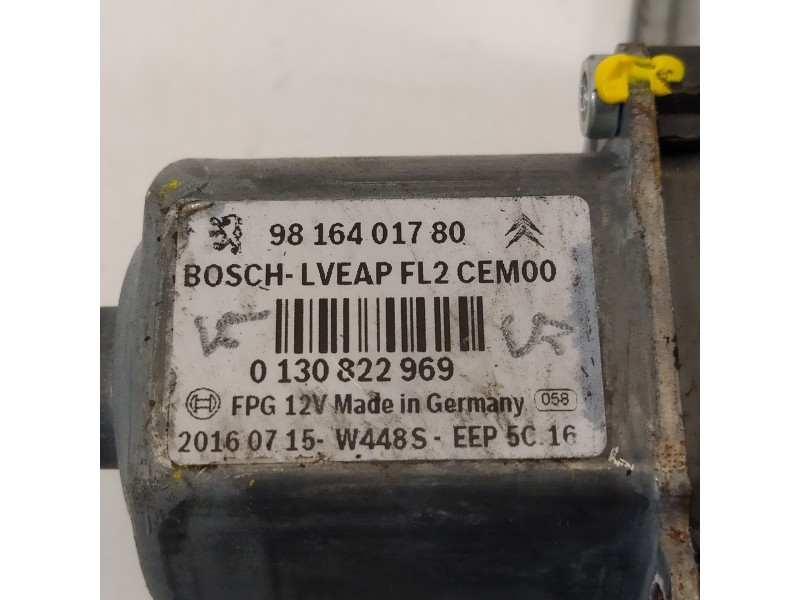 98 164 017 80
BOSCH- LVEAP FL2 CEM00
0 130 822 969
FPG 12V Made in Germany 058
2016 07 15- W448S - EEP 5C.16